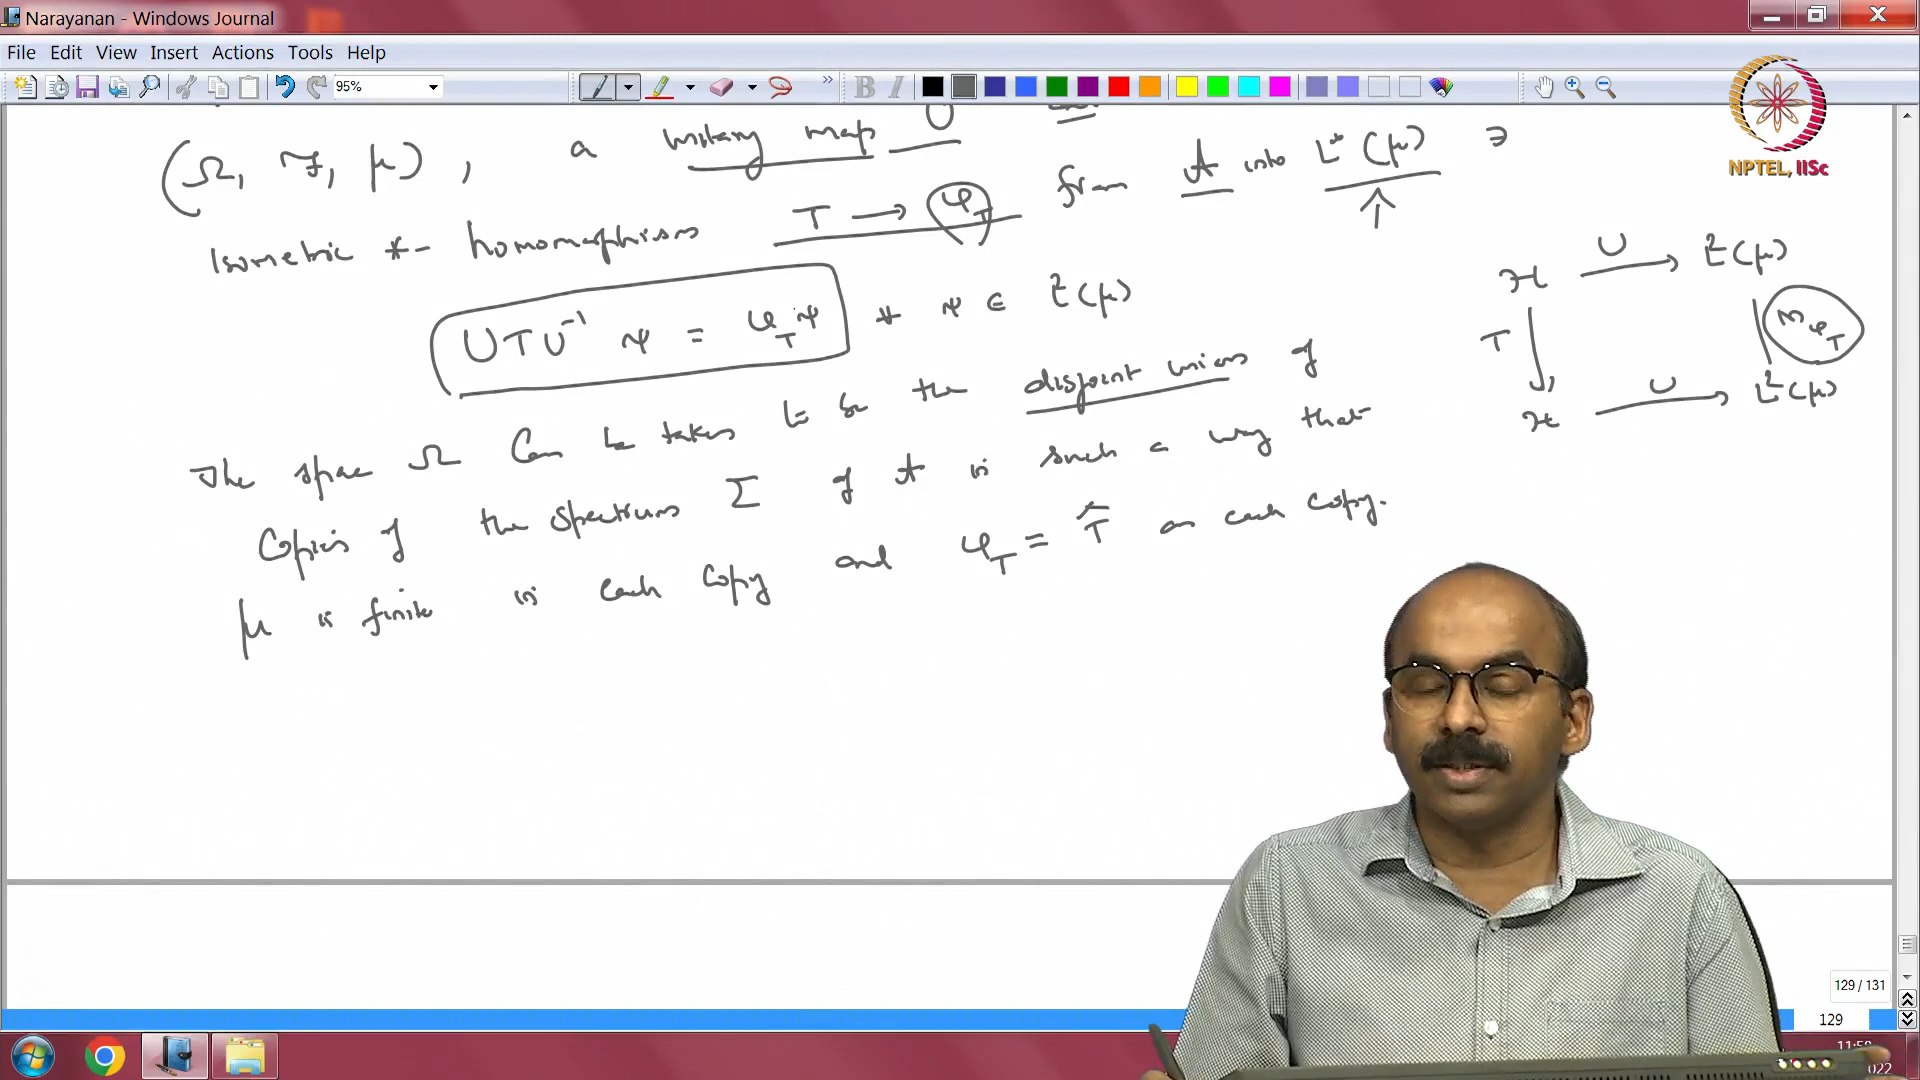 Narayanan - Windows Journal
File Edit View Insert Actions Tools Help
95%
NPTEL, IISc
(Ω, F, μ), a unitary map U
Isometric *- homomorphism T → φ_T from A into L^∞(μ) ∋
U T U⁻¹ ψ = φ_T ψ ∀ ψ ∈ L²(μ)
H U → L²(μ)
T M_φ_T
H U → L²(μ)
The space Ω can be taken to be the disjoint union of
Copies of the spectrum Σ of A in such a way that
μ is finite in each copy and φ_T = T̂ on each copy.
129 / 131
129